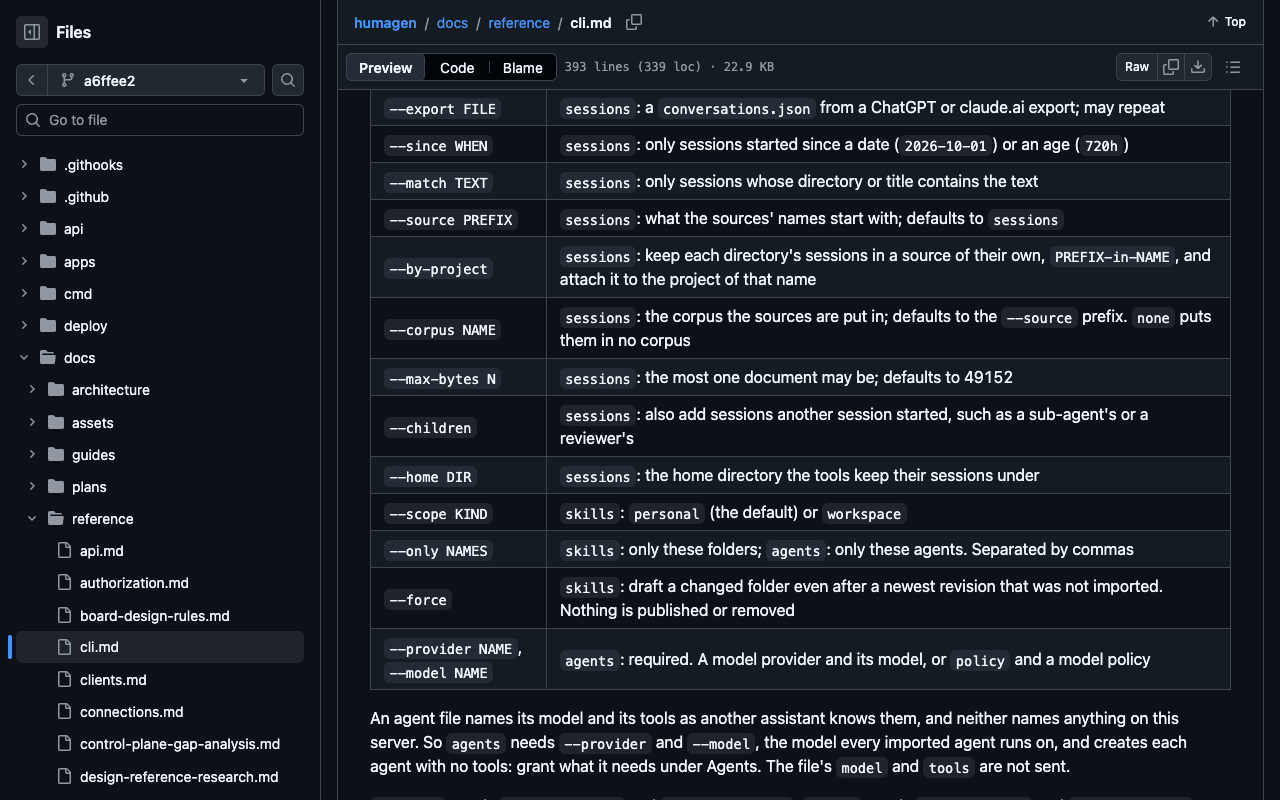 Files
a6ffee2
Go to file
.githooks
.github
api
apps
cmd
deploy
docs
architecture
assets
guides
plans
reference
api.md
authorization.md
board-design-rules.md
cli.md
clients.md
connections.md
control-plane-gap-analysis.md
design-reference-research.md
humagen / docs / reference / cli.md
Top
Preview Code Blame 393 lines (339 loc) · 22.9 KB
Raw
--export FILE sessions: a conversations.json from a ChatGPT or claude.ai export; may repeat
--since WHEN sessions: only sessions started since a date (2026-10-01) or an age (720h)
--match TEXT sessions: only sessions whose directory or title contains the text
--source PREFIX sessions: what the sources' names start with; defaults to sessions
--by-project sessions: keep each directory's sessions in a source of their own, PREFIX-in-NAME, and
attach it to the project of that name
--corpus NAME sessions: the corpus the sources are put in; defaults to the --source prefix. none puts
them in no corpus
--max-bytes N sessions: the most one document may be; defaults to 49152
--children sessions: also add sessions another session started, such as a sub-agent's or a
reviewer's
--home DIR sessions: the home directory the tools keep their sessions under
--scope KIND skills: personal (the default) or workspace
--only NAMES skills: only these folders; agents: only these agents. Separated by commas
--force skills: draft a changed folder even after a newest revision that was not imported.
Nothing is published or removed
--provider NAME,
--model NAME agents: required. A model provider and its model, or policy and a model policy
An agent file names its model and its tools as another assistant knows them, and neither names anything on this
server. So agents needs --provider and --model, the model every imported agent runs on, and creates each
agent with no tools: grant what it needs under Agents. The file's model and tools are not sent.